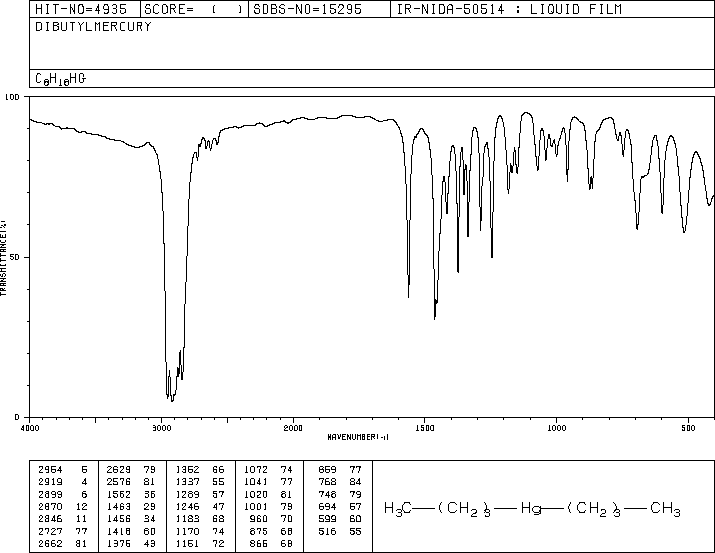 HIT-NO=4935 SCORE= ( ) SDBS-NO=15295 IR-NIDA-50514 : LIQUID FILM
DIBUTYLMERCURY
C8H18HG
100
50
0
TRANSMITTANCE(%)
4000 3000 2000 1500 1000 500
WAVENUMBER(-1)
2954 5 2629 79 1352 66 1072 74 859 77
2919 4 2576 81 1337 55 1041 77 768 84
2899 6 1562 36 1289 57 1020 81 748 79
2870 12 1463 29 1246 47 1001 79 694 57
2846 11 1456 34 1183 68 960 70 599 60
2727 77 1418 60 1170 74 875 68 516 55
2662 81 1375 43 1151 72 866 68
H3C—(CH2)3—Hg—(CH2)3—CH3